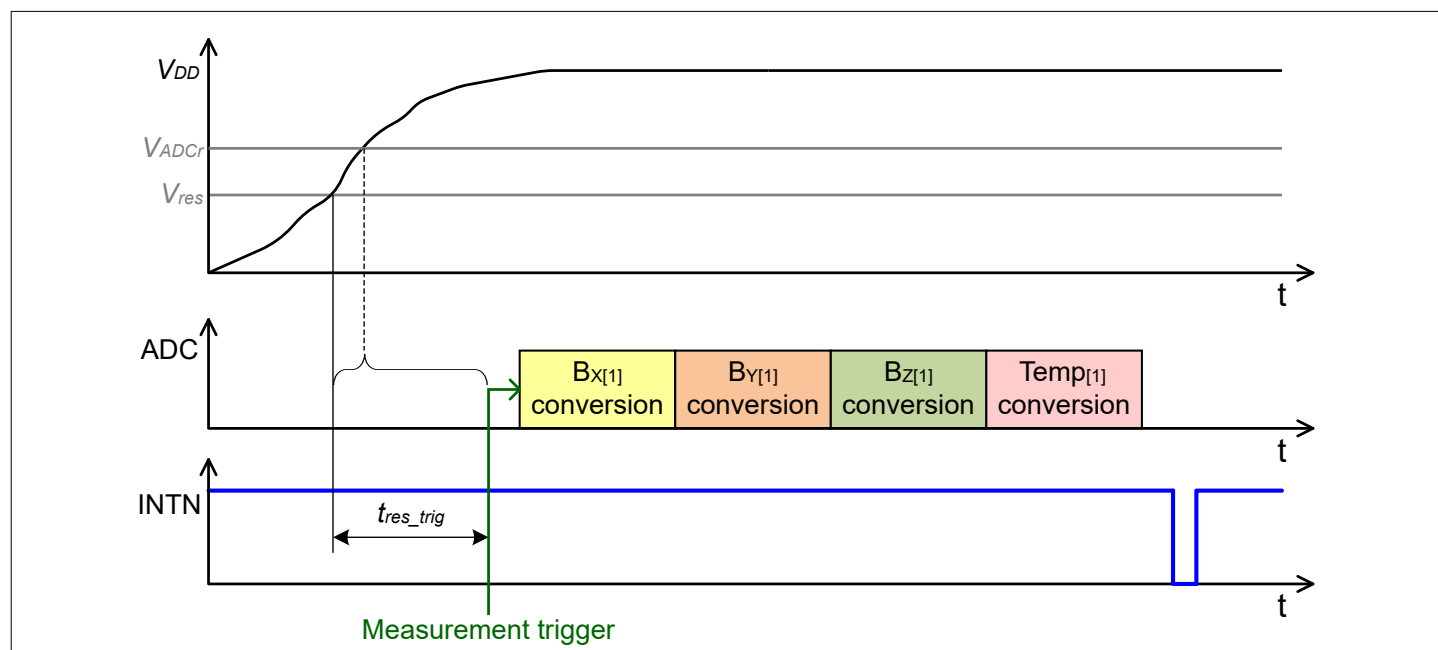 VDD
VADCr
Vres
t
ADC
BX[1] conversion
BY[1] conversion
BZ[1] conversion
Temp[1] conversion
t
INTN
tres_trig
t
Measurement trigger